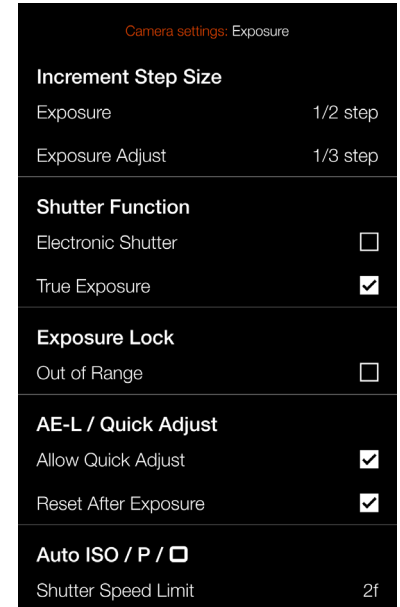 Camera settings: Exposure
Increment Step Size
Exposure 1/2 step
Exposure Adjust 1/3 step
Shutter Function
Electronic Shutter
True Exposure
Exposure Lock
Out of Range
AE-L / Quick Adjust
Allow Quick Adjust
Reset After Exposure
Auto ISO / P /
Shutter Speed Limit 2f